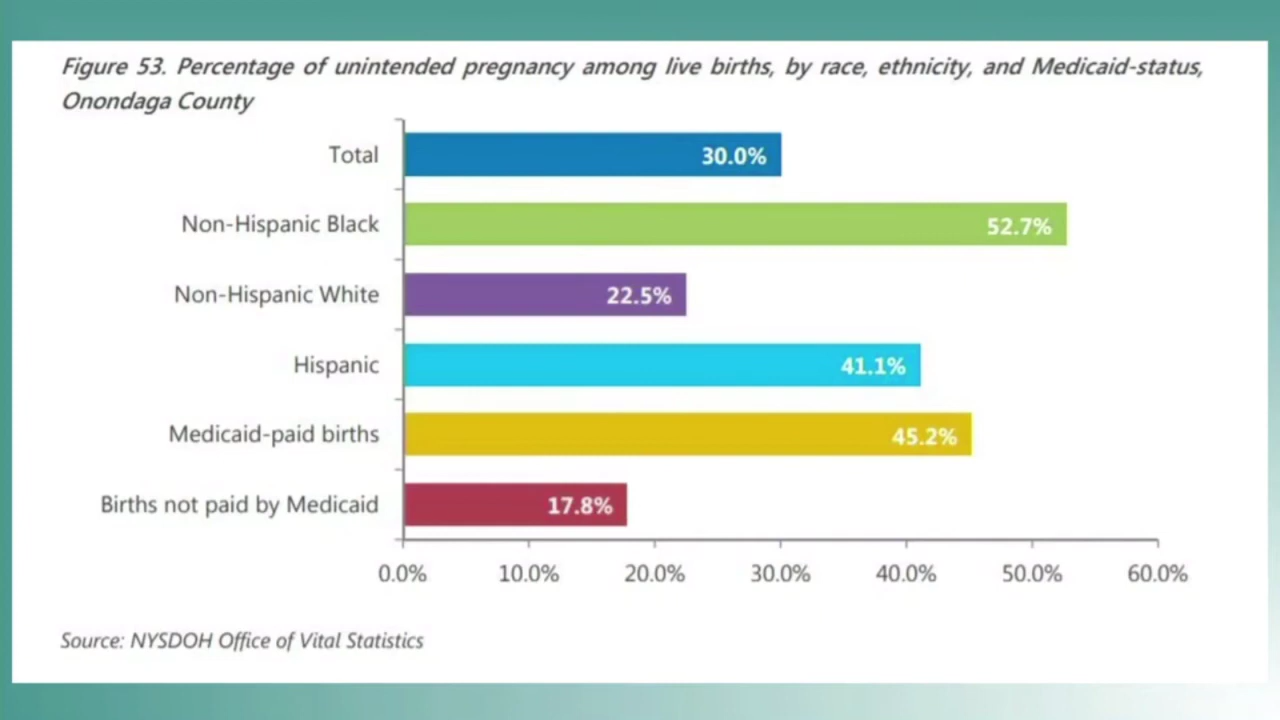 Figure 53. Percentage of unintended pregnancy among live births, by race, ethnicity, and Medicaid-status,
Onondaga County
Total
30.0%
Non-Hispanic Black
52.7%
Non-Hispanic White
22.5%
Hispanic
41.1%
Medicaid-paid births
45.2%
Births not paid by Medicaid
17.8%
0.0% 10.0% 20.0% 30.0% 40.0% 50.0% 60.0%
Source: NYSDOH Office of Vital Statistics